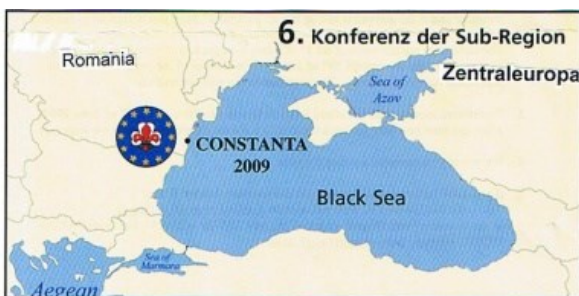 6. Konferenz der Sub-Region
Zentraleuropa
Romania
Sea of
Azov
CONSTANTA
2009
Black Sea
Sea of
Marmara
Aegean